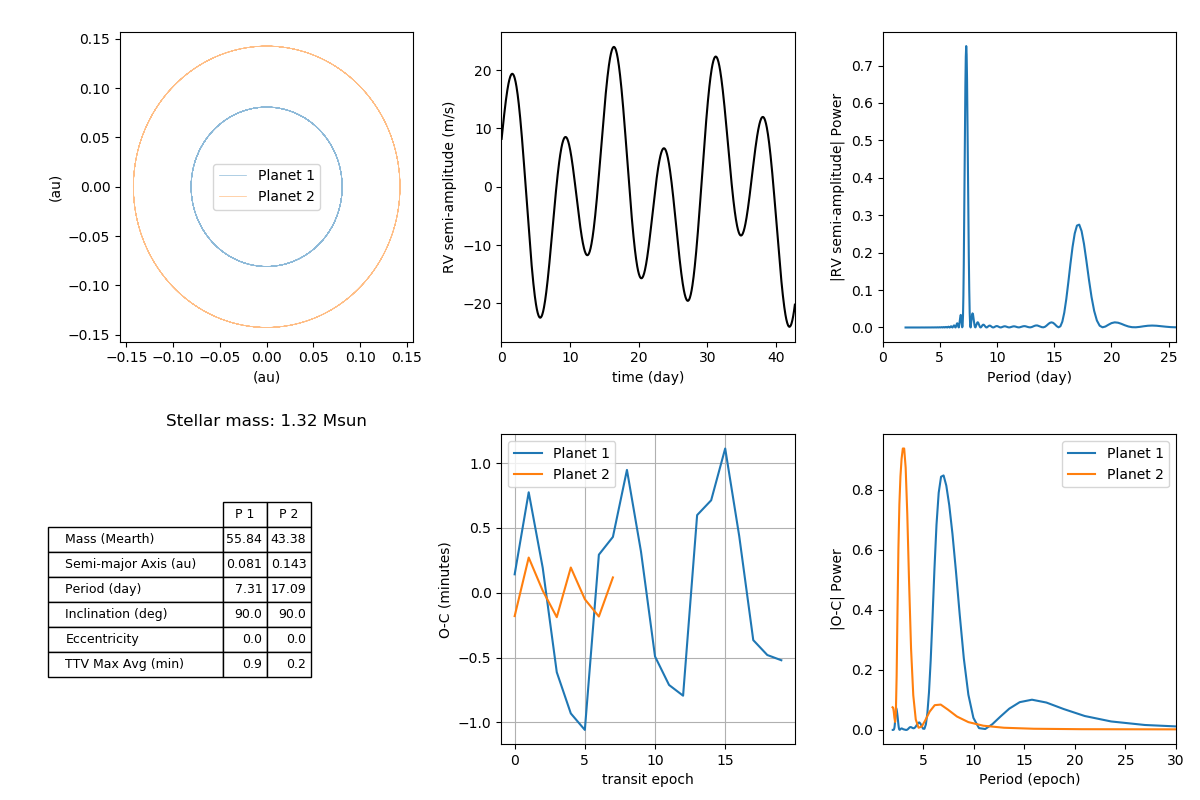 0.15
0.10
0.05
0.00
−0.05
−0.10
−0.15
(au)
Planet 1
Planet 2
−0.15 −0.10 −0.05 0.00 0.05 0.10 0.15
(au)
20
10
0
−10
−20
RV semi-amplitude (m/s)
0 10 20 30 40
time (day)
0.7
0.6
0.5
0.4
0.3
0.2
0.1
0.0
|RV semi-amplitude| Power
0 5 10 15 20 25
Period (day)
Stellar mass: 1.32 Msun
P 1 P 2
Mass (Mearth) 55.84 43.38
Semi-major Axis (au) 0.081 0.143
Period (day) 7.31 17.09
Inclination (deg) 90.0 90.0
Eccentricity 0.0 0.0
TTV Max Avg (min) 0.9 0.2
1.0
0.5
0.0
−0.5
−1.0
O-C (minutes)
Planet 1
Planet 2
0 5 10 15
transit epoch
0.8
0.6
0.4
0.2
0.0
|O-C| Power
Planet 1
Planet 2
5 10 15 20 25 30
Period (epoch)